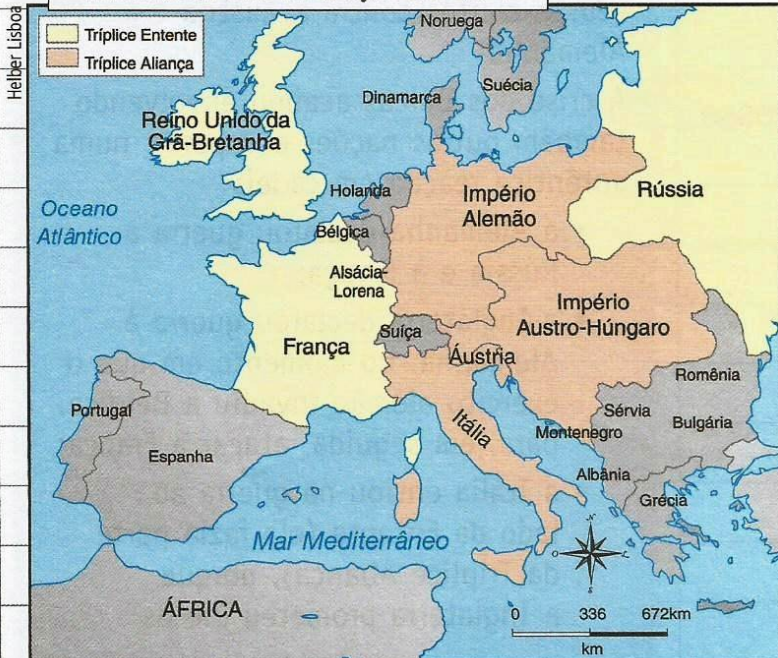 Helber Lisboa
Tríplice Entente
Tríplice Aliança
Noruega
Suécia
Dinamarca
Reino Unido da
Grã-Bretanha
Holanda
Império
Alemão
Rússia
Oceano
Atlântico
Bélgica
Alsácia-
Lorena
Império
Austro-Húngaro
Suíça
França
Áustria
Romênia
Portugal
Sérvia
Itália
Bulgária
Montenegro
Espanha
Albânia
Grécia
Mar Mediterrâneo
N
O
L
S
ÁFRICA
0 336 672km
km